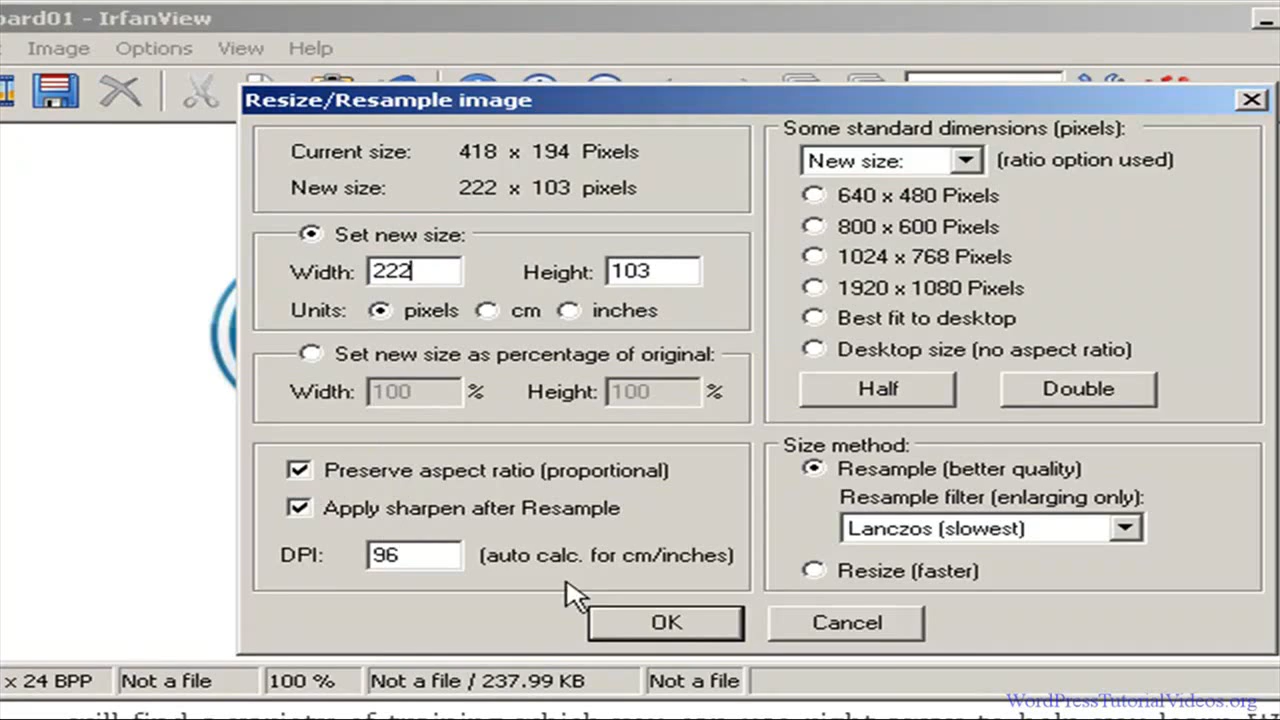 oard01 - IrfanView
Image Options View Help
Resize/Resample image
Current size: 418 x 194 Pixels
New size: 222 x 103 pixels
Set new size:
Width: 222 Height: 103
Units: pixels cm inches
Set new size as percentage of original:
Width: 100 % Height: 100 %
Preserve aspect ratio (proportional)
Apply sharpen after Resample
DPI: 96 (auto calc. for cm/inches)
Some standard dimensions (pixels):
New size: (ratio option used)
640 x 480 Pixels
800 x 600 Pixels
1024 x 768 Pixels
1920 x 1080 Pixels
Best fit to desktop
Desktop size (no aspect ratio)
Half Double
Size method:
Resample (better quality)
Resample filter (enlarging only):
Lanczos (slowest)
Resize (faster)
OK Cancel
x 24 BPP Not a file 100 % Not a file / 237.99 KB Not a file
WordPressTutorialVideos.org